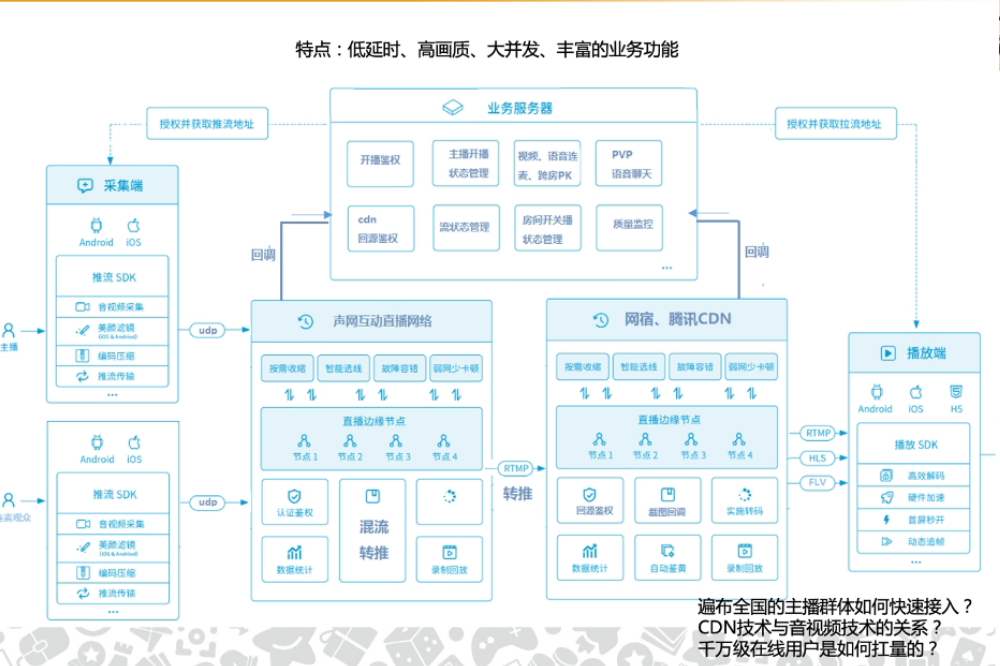 特点：低延时、高画质、大并发、丰富的业务功能
授权并获取推流地址
业务服务器
授权并获取拉流地址
开播鉴权
主播开播
状态管理
视频、语音连
麦、跨房PK
PVP
语音聊天
cdn
回源鉴权
流状态管理
房间开关播
状态管理
质量监控
...
回调
回调
采集端
Android
iOS
推流 SDK
音视频采集
美颜滤镜
(iOS & Android)
编码压缩
推流传输
...
主播
udp
Android
iOS
推流 SDK
音视频采集
美颜滤镜
(iOS & Android)
编码压缩
推流传输
...
连麦观众
udp
声网互动直播网络
按需收缩
智能选线
故障容错
弱网少卡顿
直播边缘节点
节点 1
节点 2
节点 3
节点 4
认证鉴权
混流
转推
数据统计
录制回放
RTMP
转推
网宿、腾讯CDN
按需收缩
智能选线
故障容错
弱网少卡顿
直播边缘节点
节点 1
节点 2
节点 3
节点 4
回源鉴权
截图回调
实施转码
数据统计
自动鉴黄
录制回放
RTMP
HLS
FLV
播放端
Android
iOS
H5
播放 SDK
高效解码
硬件加速
首屏秒开
动态追帧
...
遍布全国的主播群体如何快速接入？
CDN技术与音视频技术的关系？
千万级在线用户是如何扛量的？